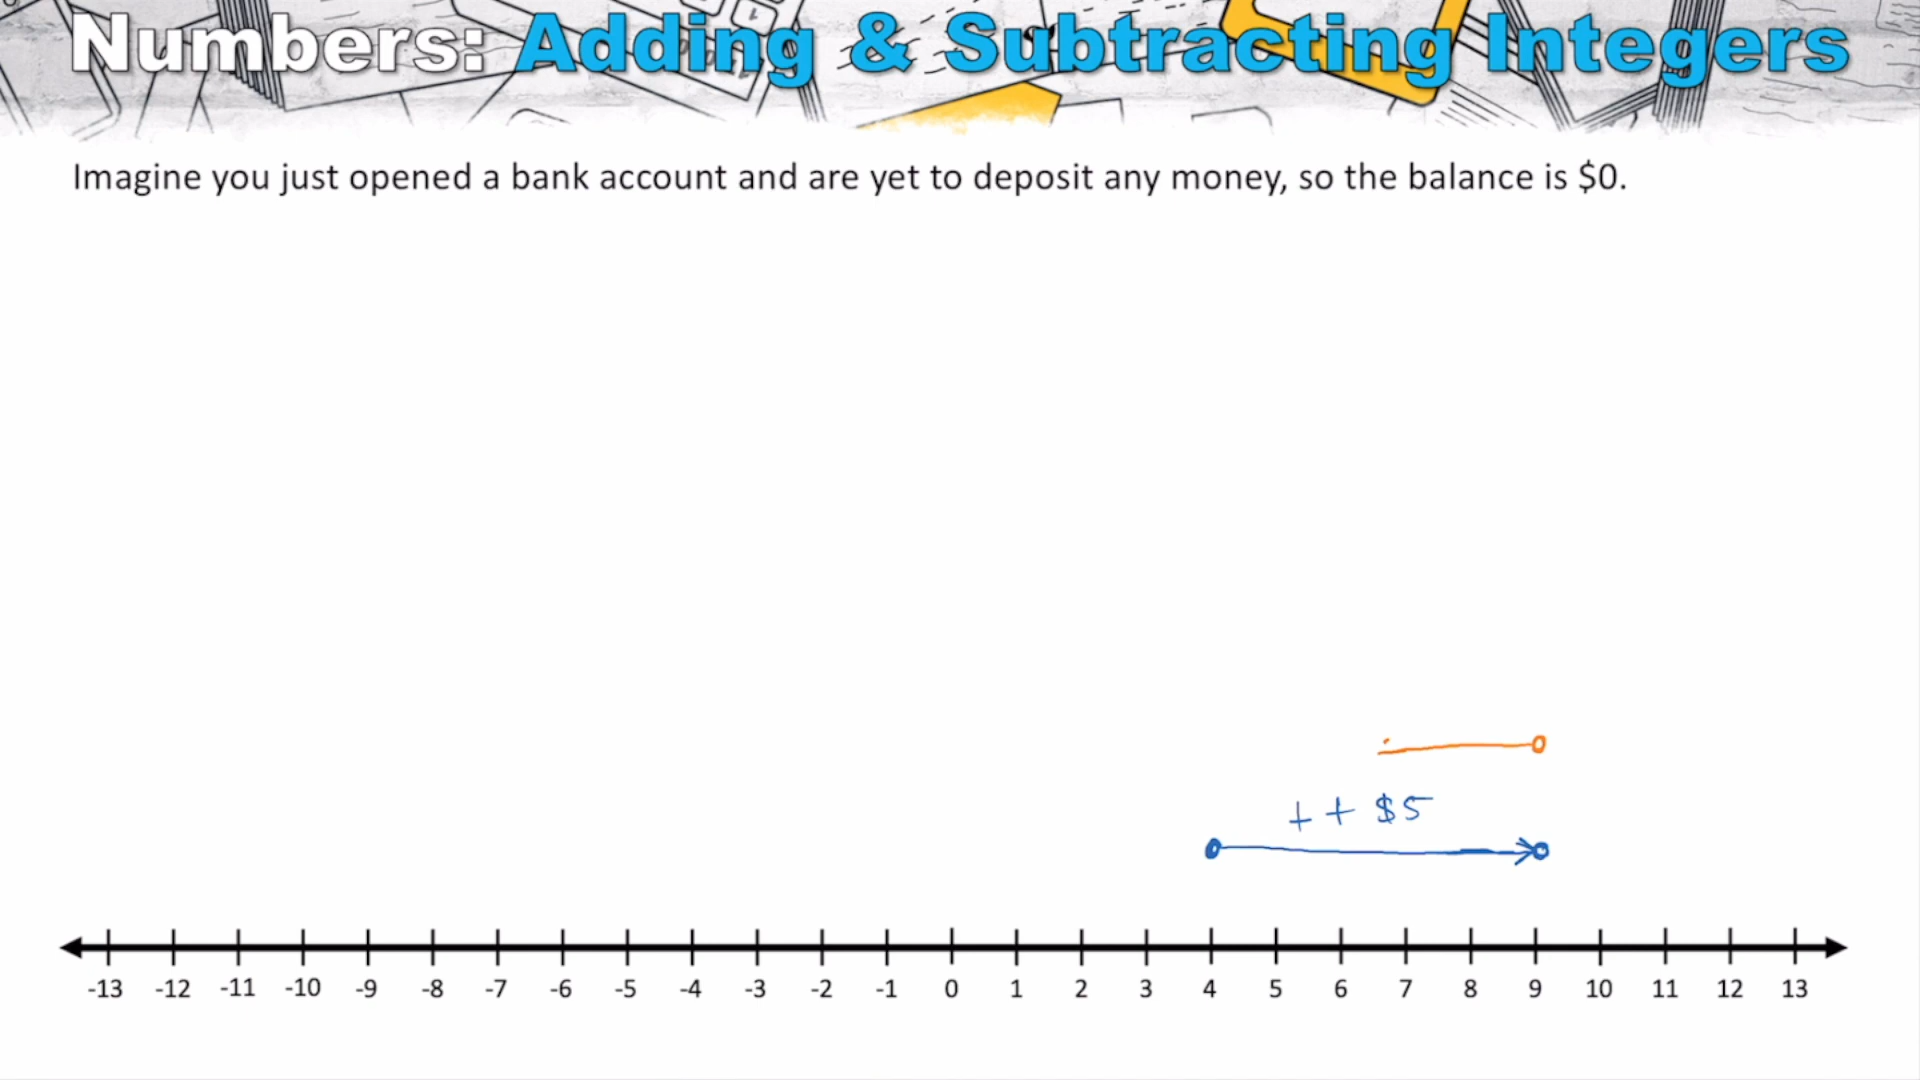 Numbers: Adding & Subtracting Integers
Imagine you just opened a bank account and are yet to deposit any money, so the balance is $0.
+ + $5
-13 -12 -11 -10 -9 -8 -7 -6 -5 -4 -3 -2 -1 0 1 2 3 4 5 6 7 8 9 10 11 12 13